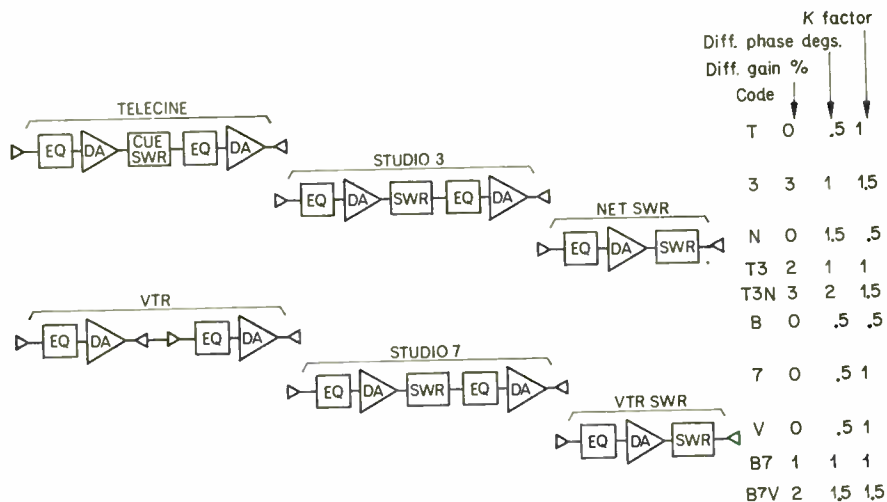 K factor
Diff. phase degs.
Diff. gain %
Code
TELECINE
EQ DA CUE SWR EQ DA
T 0 .5 1
STUDIO 3
EQ DA SWR EQ DA
3 3 1 1.5
NET SWR
EQ DA SWR
N 0 1.5 .5
T3 2 1 1
T3N 3 2 1.5
VTR
EQ DA EQ DA
B 0 .5 .5
STUDIO 7
EQ DA SWR EQ DA
7 0 .5 1
VTR SWR
EQ DA SWR
V 0 .5 1
B7 1 1 1
B7V 2 1.5 1.5